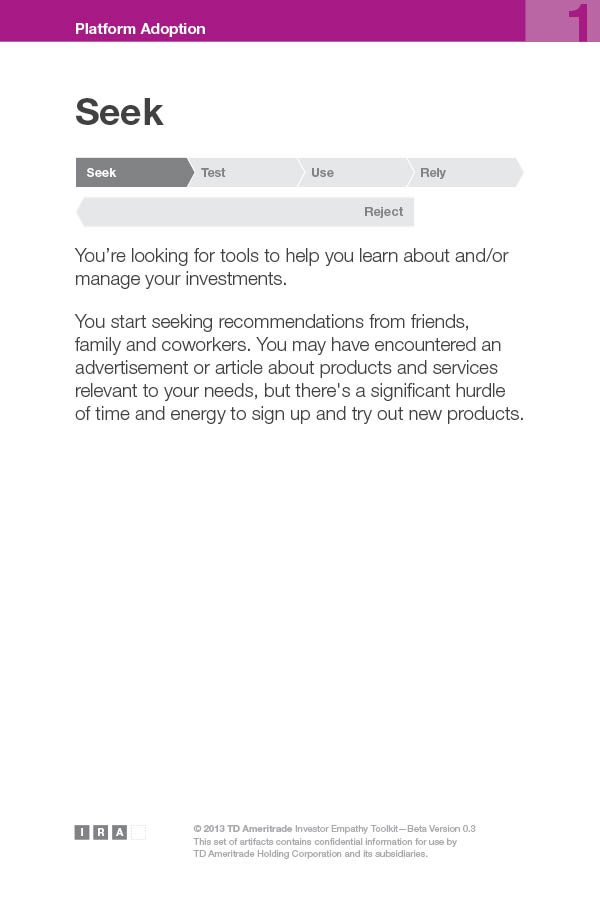 Platform Adoption
1
Seek
Seek Test Use Rely
Reject
You’re looking for tools to help you learn about and/or
manage your investments.
You start seeking recommendations from friends,
family and coworkers. You may have encountered an
advertisement or article about products and services
relevant to your needs, but there's a significant hurdle
of time and energy to sign up and try out new products.
I R A
© 2013 TD Ameritrade Investor Empathy Toolkit—Beta Version 0.3
This set of artifacts contains confidential information for use by
TD Ameritrade Holding Corporation and its subsidiaries.